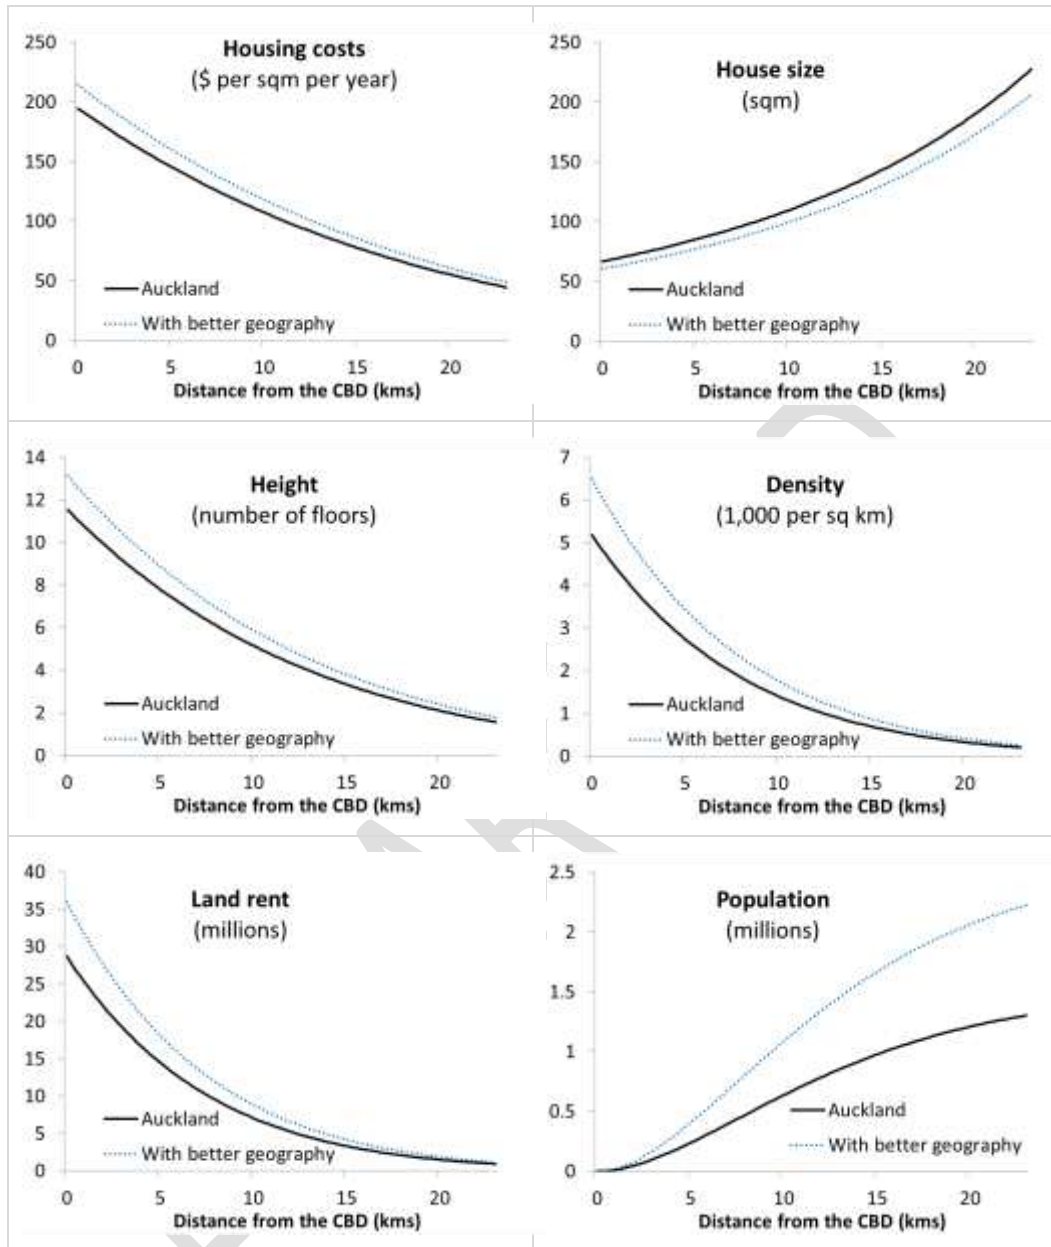 Housing costs
($ per sqm per year)
250
200
150
100
50
0
Auckland
With better geography
0 5 10 15 20
Distance from the CBD (kms)
House size
(sqm)
250
200
150
100
50
0
Auckland
With better geography
0 5 10 15 20
Distance from the CBD (kms)
Height
(number of floors)
14
12
10
8
6
4
2
0
Auckland
With better geography
0 5 10 15 20
Distance from the CBD (kms)
Density
(1,000 per sq km)
7
6
5
4
3
2
1
0
Auckland
With better geography
0 5 10 15 20
Distance from the CBD (kms)
Land rent
(millions)
40
35
30
25
20
15
10
5
0
Auckland
With better geography
0 5 10 15 20
Distance from the CBD (kms)
Population
(millions)
2.5
2
1.5
1
0.5
0
Auckland
With better geography
0 5 10 15 20
Distance from the CBD (kms)